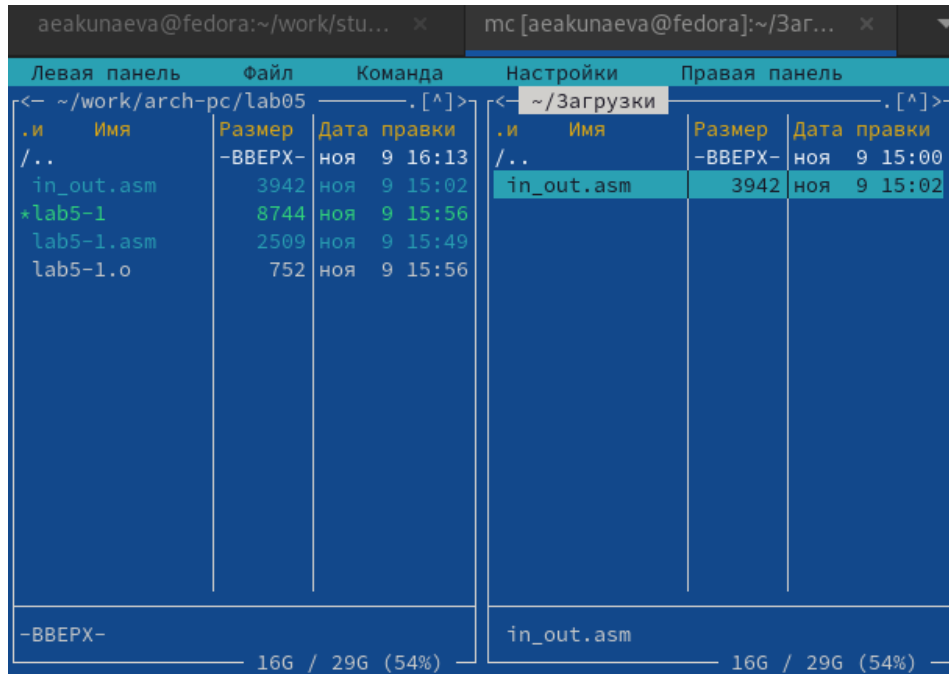 aeakunaeva@fedora:~/work/stu... × mc [aeakunaeva@fedora]:~/Заг... ×
Левая панель Файл Команда Настройки Правая панель
<— ~/work/arch-pc/lab05 .[^]> <— ~/Загрузки .[^]>
.и Имя Размер Дата правки .и Имя Размер Дата правки
/.. -ВВЕРХ- ноя 9 16:13 /.. -ВВЕРХ- ноя 9 15:00
in_out.asm 3942 ноя 9 15:02 in_out.asm 3942 ноя 9 15:02
*lab5-1 8744 ноя 9 15:56
lab5-1.asm 2509 ноя 9 15:49
lab5-1.o 752 ноя 9 15:56
-ВВЕРХ- in_out.asm
16G / 29G (54%) 16G / 29G (54%)